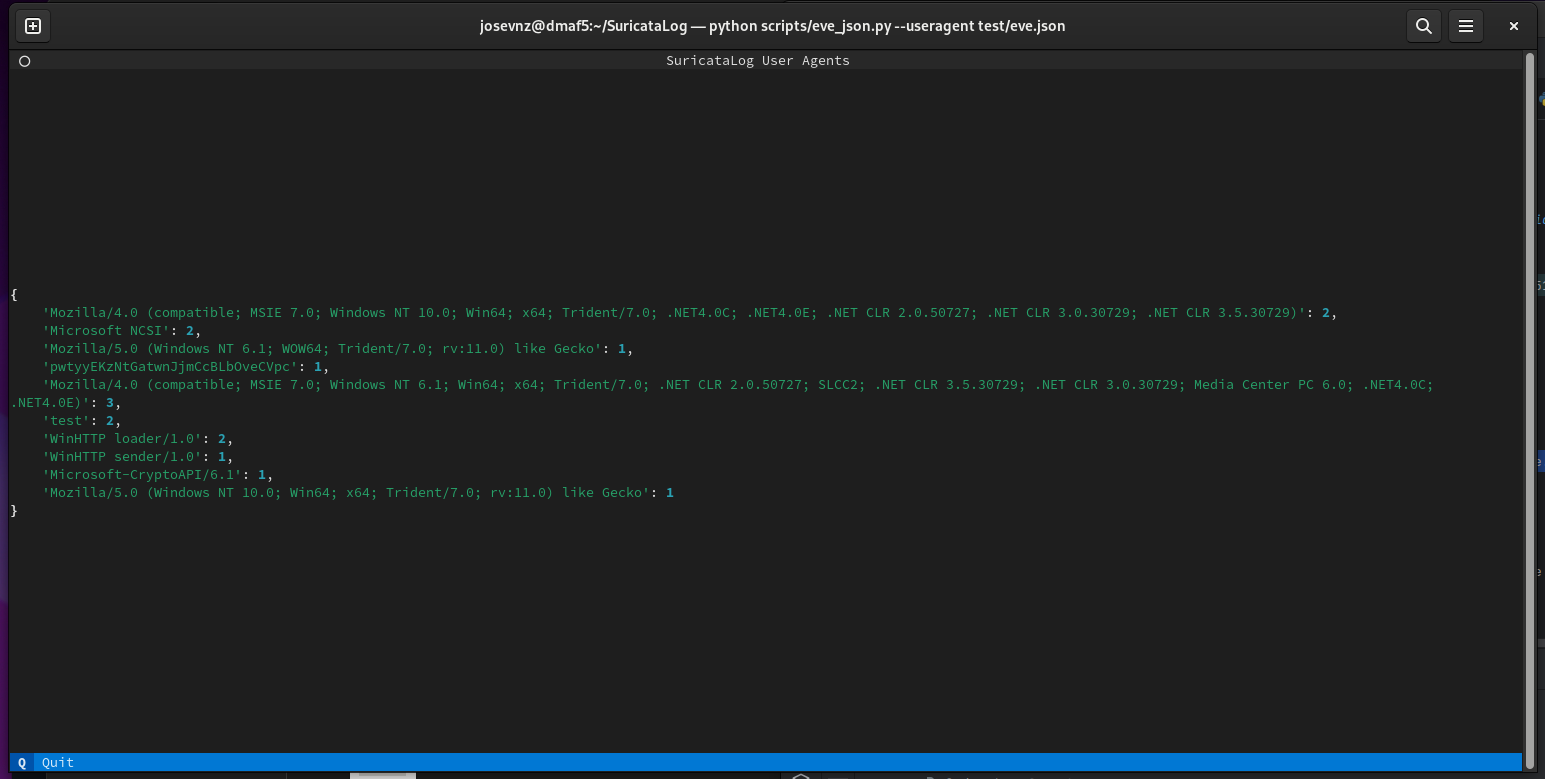 josevnz@dmaf5:~/SuricataLog — python scripts/eve_json.py --useragent test/eve.json
SuricataLog User Agents
{
'Mozilla/4.0 (compatible; MSIE 7.0; Windows NT 10.0; Win64; x64; Trident/7.0; .NET4.0C; .NET4.0E; .NET CLR 2.0.50727; .NET CLR 3.0.30729; .NET CLR 3.5.30729)': 2,
'Microsoft NCSI': 2,
'Mozilla/5.0 (Windows NT 6.1; WOW64; Trident/7.0; rv:11.0) like Gecko': 1,
'pwtyyEKzNtGatwnJjmCcBLbOveCVpc': 1,
'Mozilla/4.0 (compatible; MSIE 7.0; Windows NT 6.1; Win64; x64; Trident/7.0; .NET CLR 2.0.50727; SLCC2; .NET CLR 3.5.30729; .NET CLR 3.0.30729; Media Center PC 6.0; .NET4.0C;
.NET4.0E)': 3,
'test': 2,
'WinHTTP loader/1.0': 2,
'WinHTTP sender/1.0': 1,
'Microsoft-CryptoAPI/6.1': 1,
'Mozilla/5.0 (Windows NT 10.0; Win64; x64; Trident/7.0; rv:11.0) like Gecko': 1
}
Q Quit